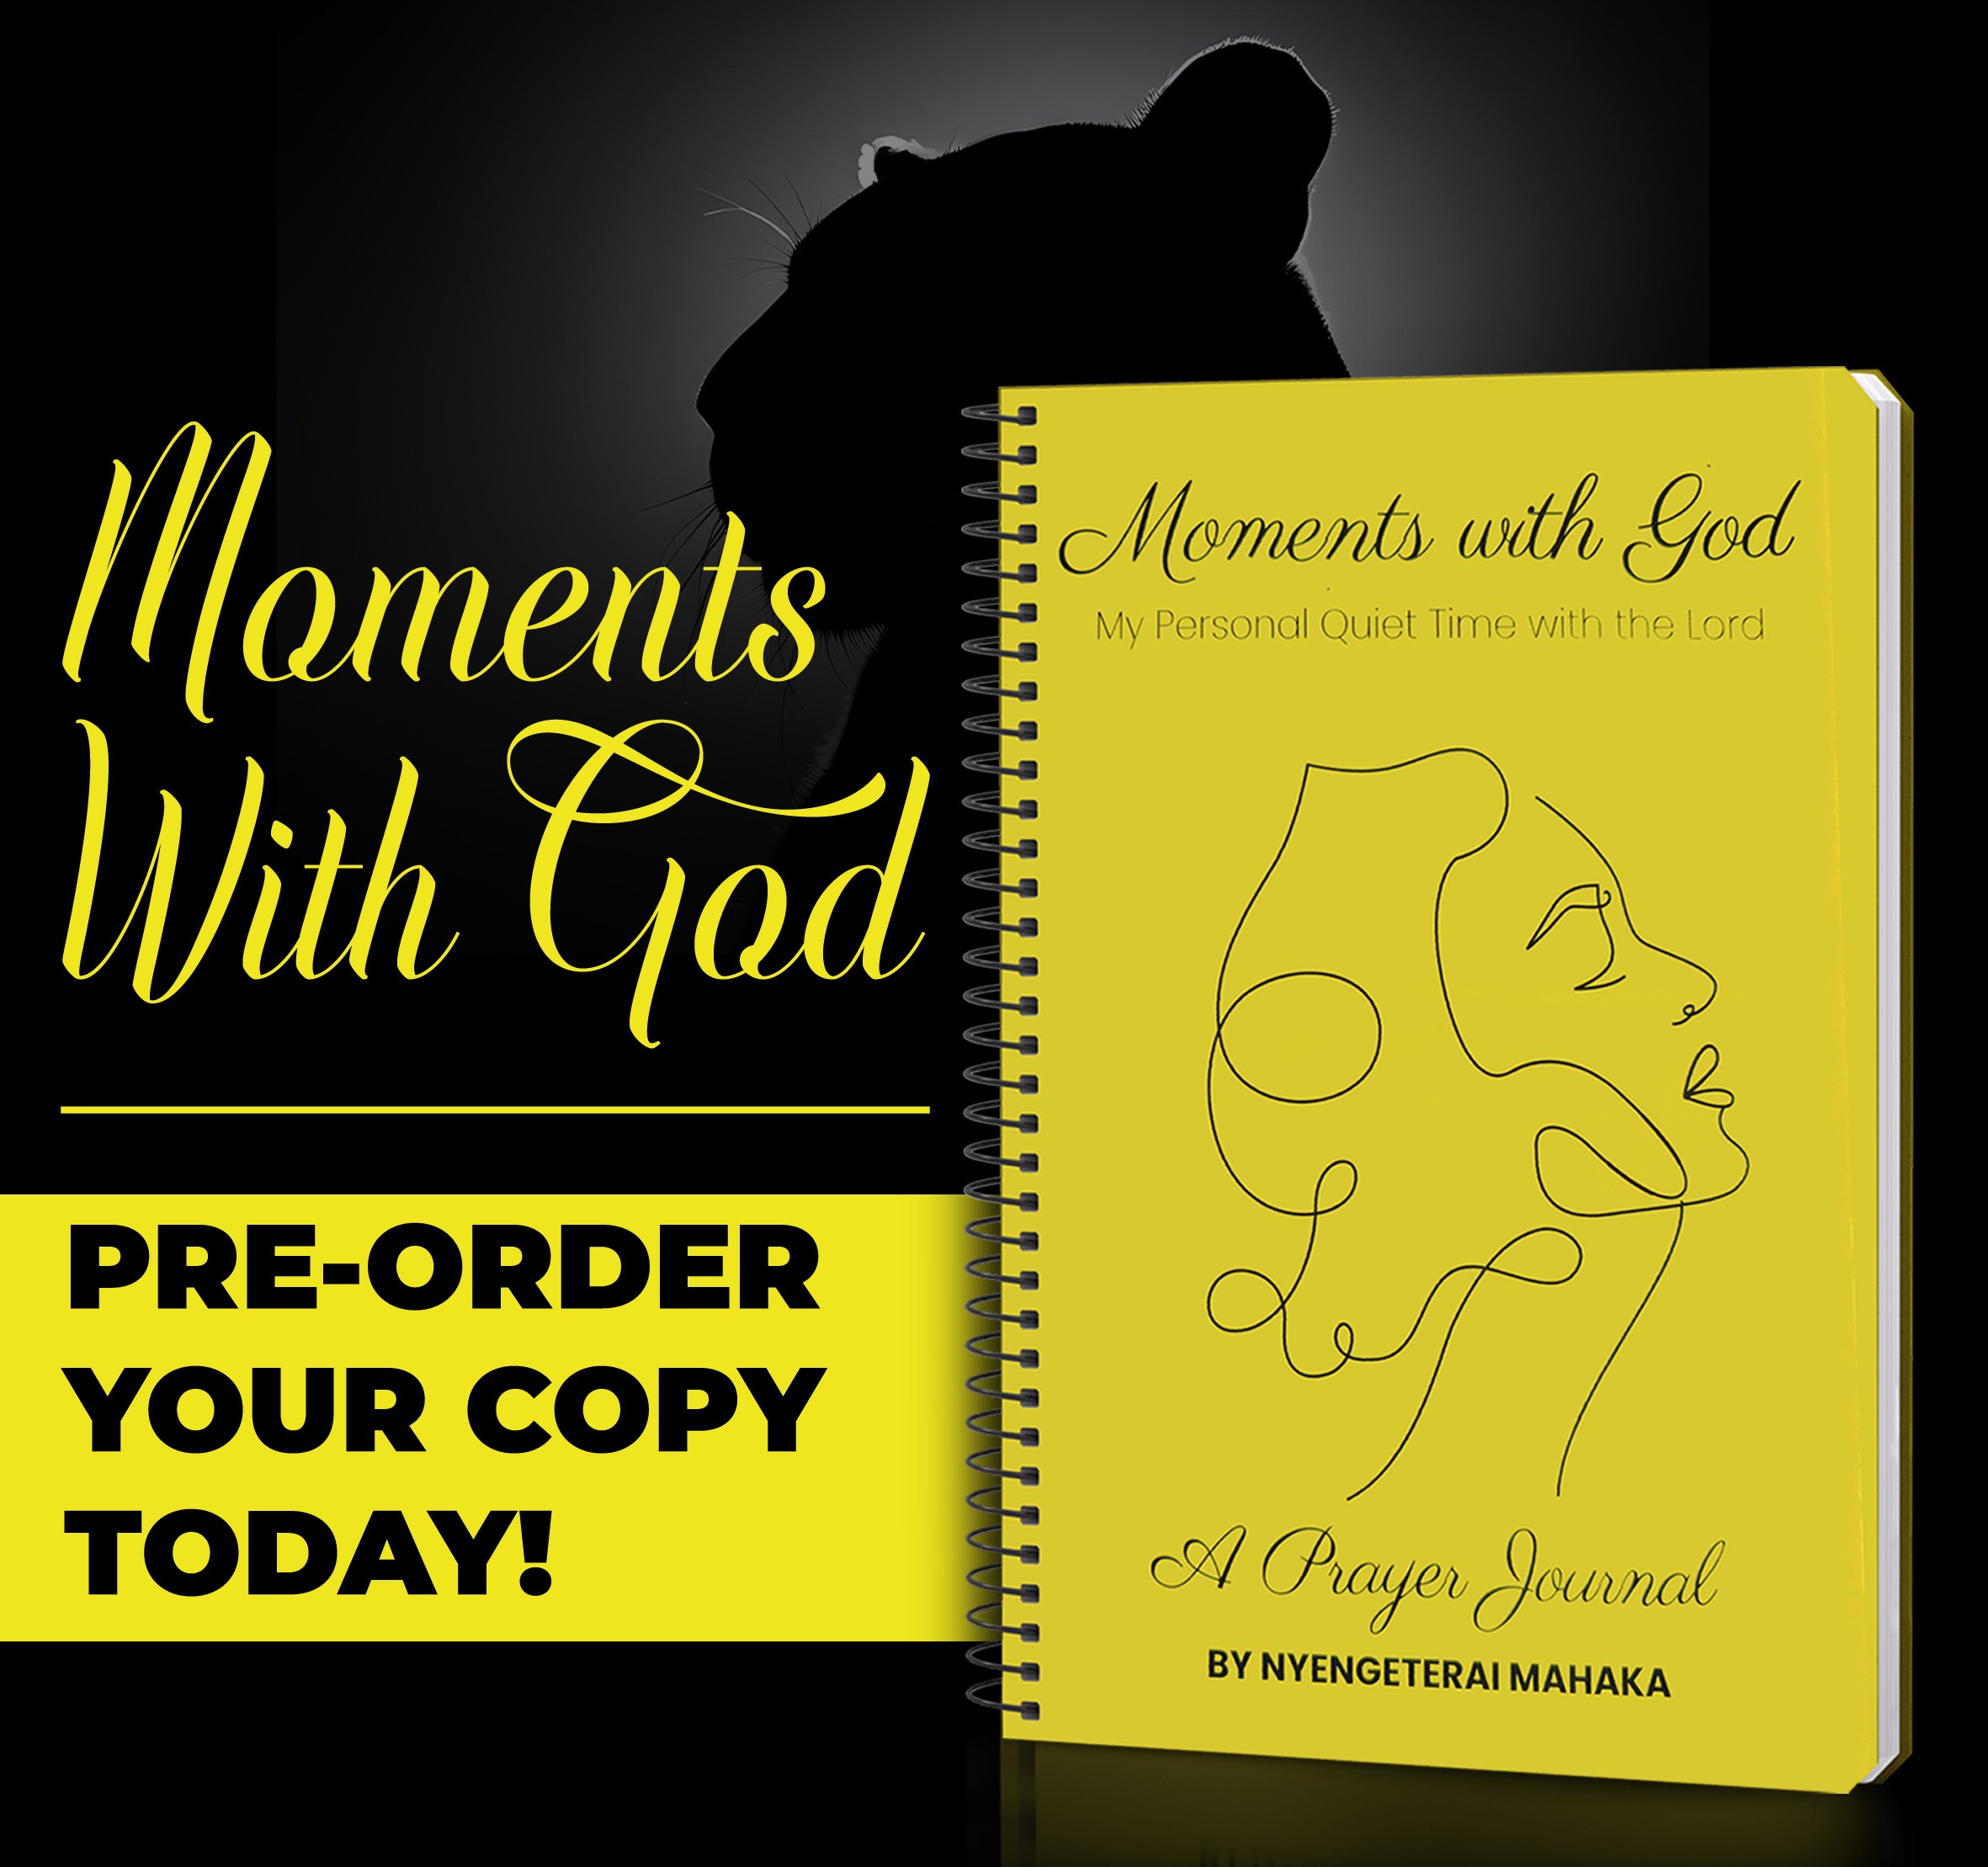 Moments
With God
PRE-ORDER
YOUR COPY
TODAY!
Moments with God
My Personal Quiet Time with the Lord
A Prayer Journal
BY NYENGETERAI MAHAKA